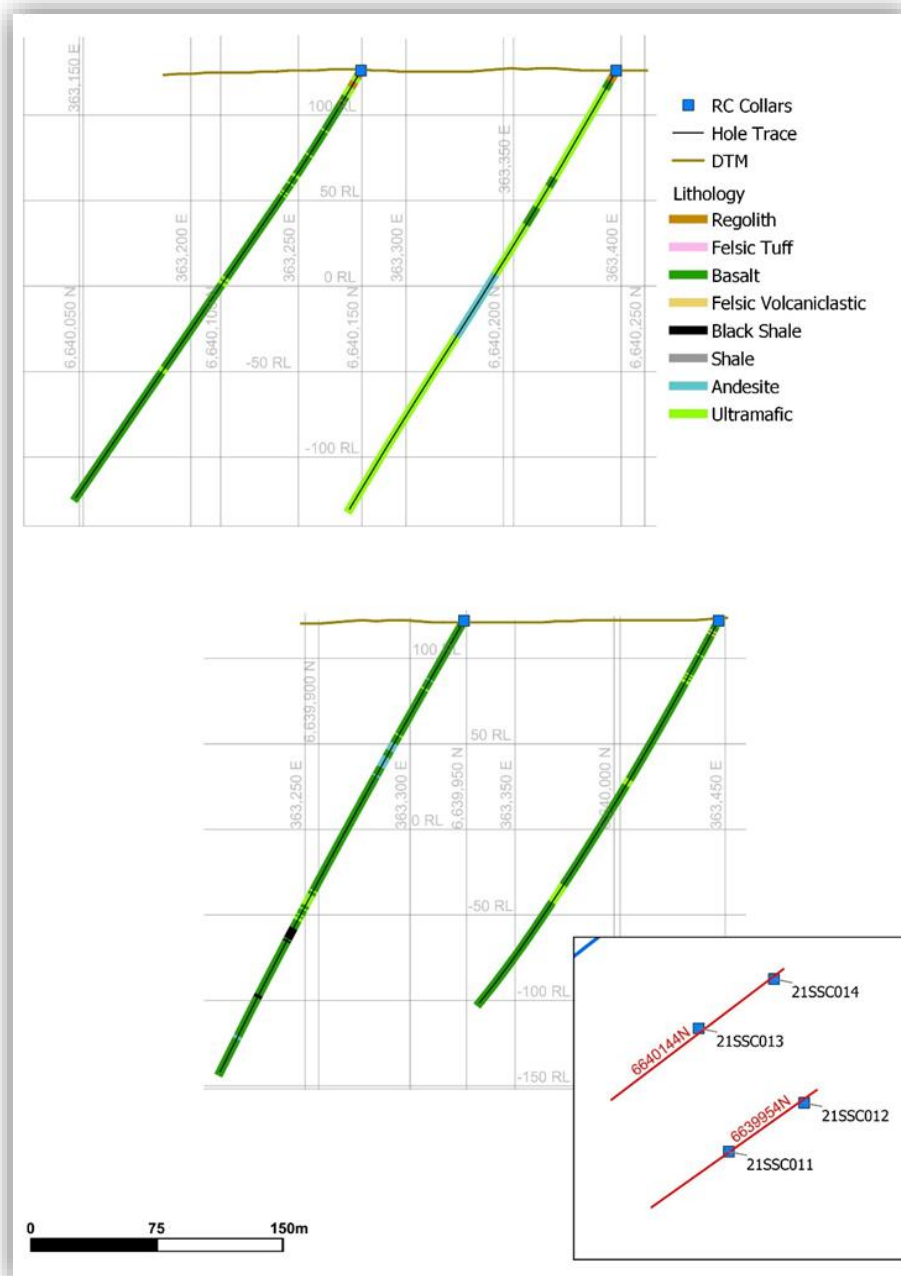 363,150 E
100 RL
363,350 E
50 RL
363,200 E
363,250 E
363,300 E
363,400 E
0 RL
6,640,050 N
6,640,100 N
6,640,150 N
6,640,200 N
6,640,250 N
-50 RL
-100 RL
RC Collars
Hole Trace
DTM
Lithology
Regolith
Felsic Tuff
Basalt
Felsic Volcaniclastic
Black Shale
Shale
Andesite
Ultramafic
100 RL
6,639,900 N
50 RL
363,250 E
363,300 E
6,639,950 N
363,350 E
640,000 N
363,450 E
0 RL
-50 RL
-100 RL
-150 RL
21SSC014
21SSC013
6640144N
21SSC012
6639954N
21SSC011
0 75 150m